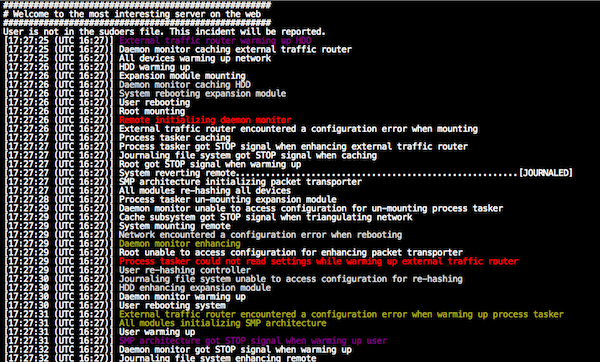 ######################################################
# Welcome to the most interesting server on the web
######################################################
User is not in the sudoers file. This incident will be reported.
[17:27:25 (UTC 16:27)] External traffic router warming up HDD
[17:27:25 (UTC 16:27)] Daemon monitor caching external traffic router
[17:27:25 (UTC 16:27)] All devices warming up network
[17:27:26 (UTC 16:27)] HDD warming up
[17:27:26 (UTC 16:27)] Expansion module mounting
[17:27:26 (UTC 16:27)] Daemon monitor caching HDD
[17:27:26 (UTC 16:27)] System rebooting expansion module
[17:27:26 (UTC 16:27)] User rebooting
[17:27:26 (UTC 16:27)] Root mounting
[17:27:26 (UTC 16:27)] Remote initializing daemon monitor
[17:27:26 (UTC 16:27)] External traffic router encountered a configuration error when mounting
[17:27:27 (UTC 16:27)] Process tasker caching
[17:27:27 (UTC 16:27)] Process tasker got STOP signal when enhancing external traffic router
[17:27:27 (UTC 16:27)] Journaling file system got STOP signal when caching
[17:27:27 (UTC 16:27)] Root got STOP signal when warming up
[17:27:27 (UTC 16:27)] System reverting remote......................................................[JOURNALED]
[17:27:27 (UTC 16:27)] SMP architecture initializing packet transporter
[17:27:27 (UTC 16:27)] All modules re-hashing all devices
[17:27:28 (UTC 16:27)] Process tasker un-mounting expansion module
[17:27:29 (UTC 16:27)] Daemon monitor unable to access configuration for un-mounting process tasker
[17:27:29 (UTC 16:27)] Cache subsystem got STOP signal when triangulating network
[17:27:29 (UTC 16:27)] System mounting remote
[17:27:29 (UTC 16:27)] Network encountered a configuration error when rebooting
[17:27:29 (UTC 16:27)] Daemon monitor enhancing
[17:27:29 (UTC 16:27)] Root unable to access configuration for enhancing packet transporter
[17:27:29 (UTC 16:27)] Process tasker could not read settings while warming up external traffic router
[17:27:29 (UTC 16:27)] User re-hashing controller
[17:27:30 (UTC 16:27)] Journaling file system unable to access configuration for re-hashing
[17:27:30 (UTC 16:27)] HDD enhancing expansion module
[17:27:30 (UTC 16:27)] Daemon monitor warming up
[17:27:30 (UTC 16:27)] User rebooting system
[17:27:31 (UTC 16:27)] External traffic router encountered a configuration error when warming up process tasker
[17:27:31 (UTC 16:27)] All modules initializing SMP architecture
[17:27:31 (UTC 16:27)] User warming up
[17:27:31 (UTC 16:27)] SMP architecture got STOP signal when warming up user
[17:27:32 (UTC 16:27)] Daemon monitor got STOP signal when warming up
[17:27:32 (UTC 16:27)] Journaling file system enhancing remote